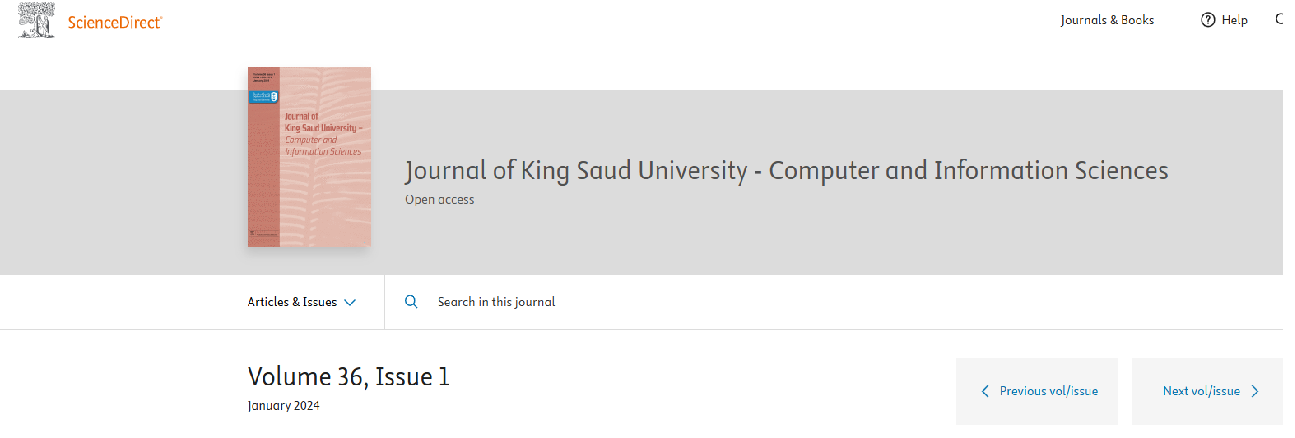 ScienceDirect®
Journals & Books
Help
Journal of
King Saud University –
Computer and
Information Sciences
Journal of King Saud University - Computer and Information Sciences
Open access
Articles & Issues
Search in this journal
Volume 36, Issue 1
January 2024
Previous vol/issue
Next vol/issue